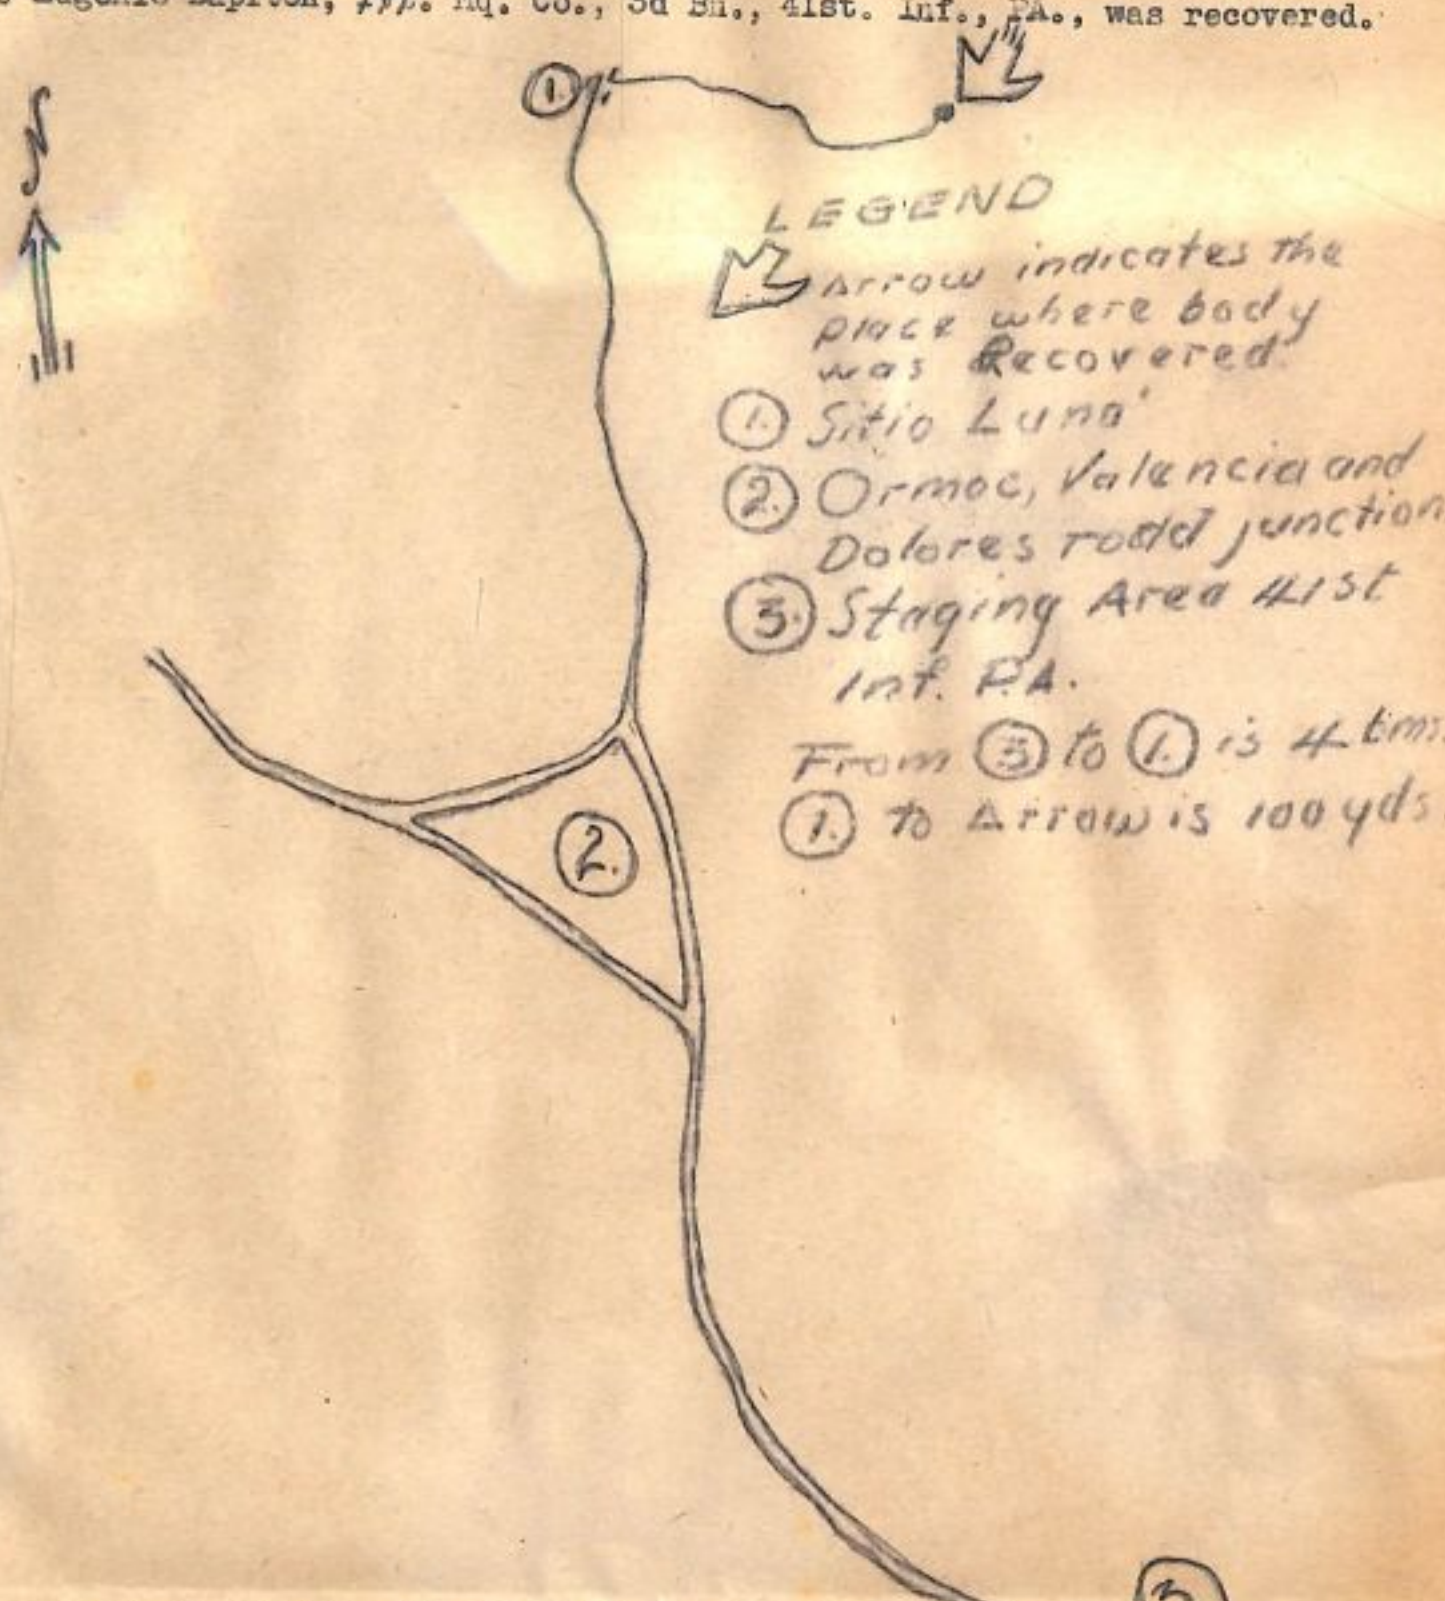 Eugenio Hq. Co., 3d Bn., 41st. Inf., PA., was recovered.
1.
N
LEGEND
Arrow indicates the
place where body
was Recovered.
1. Sitio Luna
2. Ormoc, Valencia and
Dolores road junction
3. Staging Area 41st
Inf. P.A.
From 3 to 1. is 4
1. to Arrow is 100 yds
2.
3